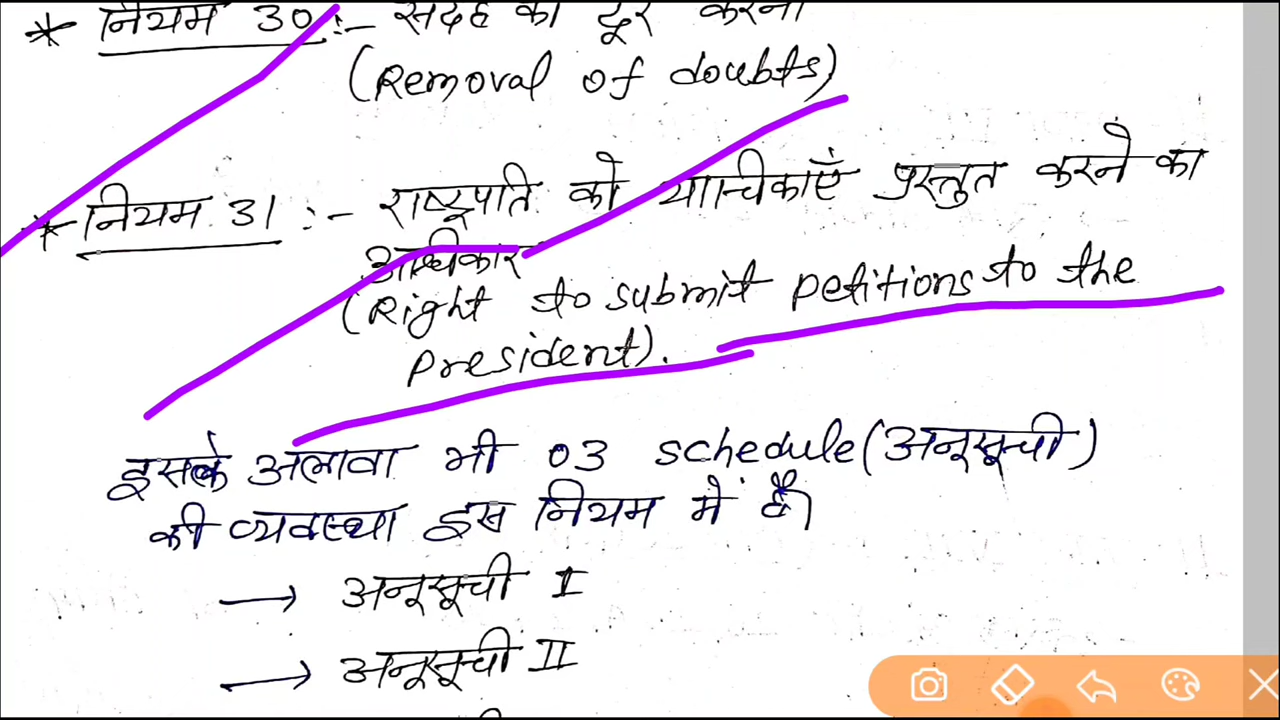 * नियम 30 :- संदेह को दूर करना
(Removal of doubts)
* नियम 31 :- राष्ट्रपति को याचिकाएँ प्रस्तुत करने का
अधिकार
(Right to submit petitions to the
president).
इसके अलावा भी 03 schedule (अनूसूची)
की व्यवस्था इस नियम में है।
→ अनूसूची I
→ अनूसूची II